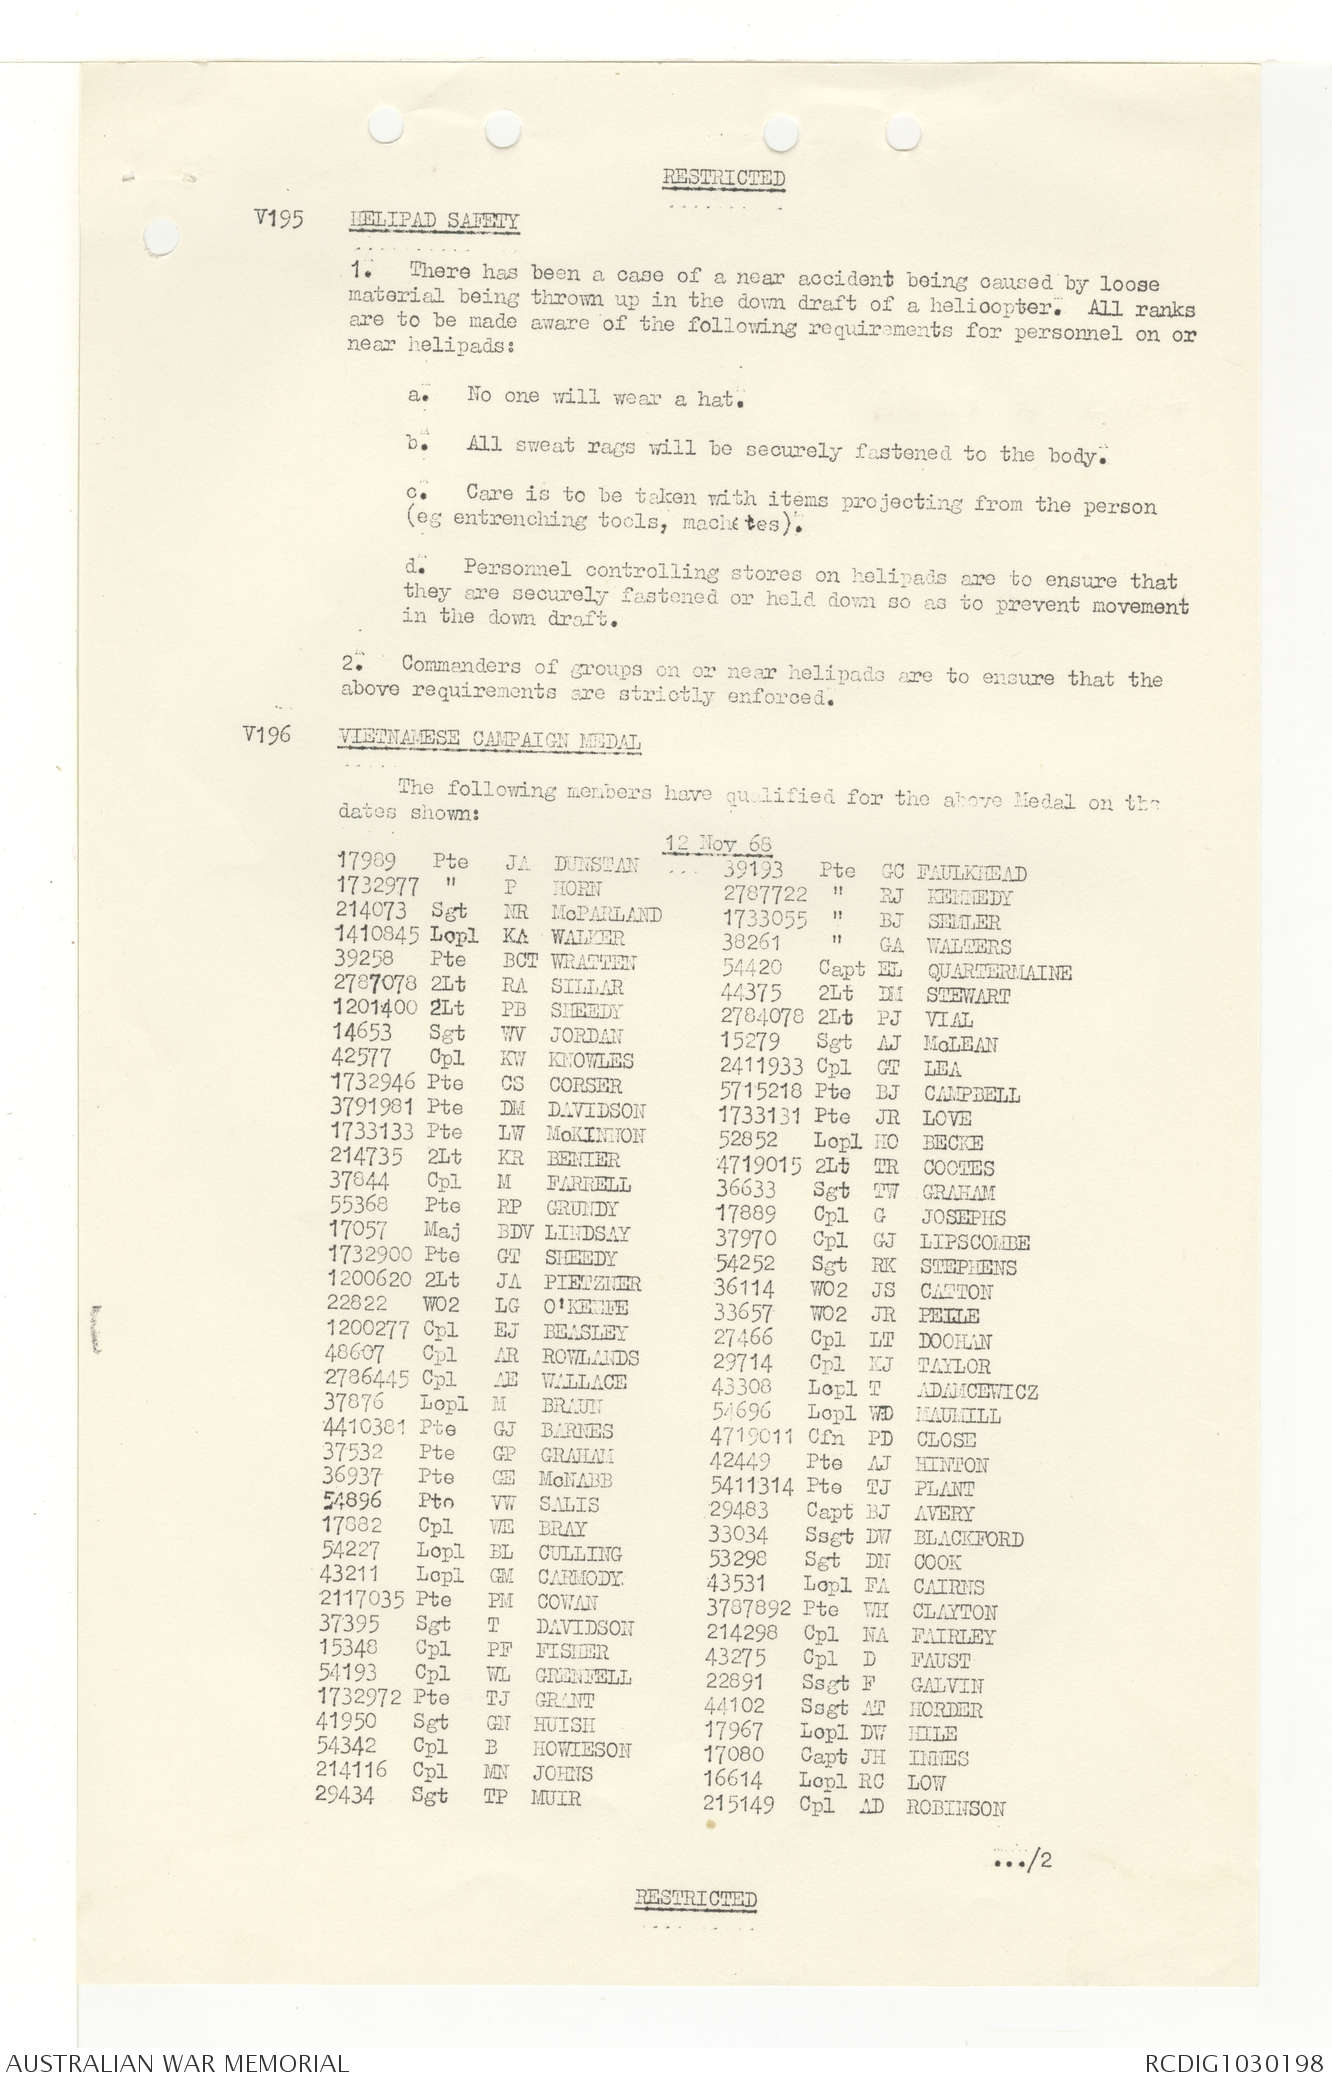 RESTRICTED
V195 HELIPAD SAFETY
1. There has been a case of a near accident being caused by loose
material being thrown up in the down draft of a helicopter. All ranks
are to be made aware of the following requirements for personnel on or
near helipads:
a. No one will wear a hat.
b. All sweat rags will be securely fastened to the body.
c. Care is to be taken with items projecting from the person
(eg entrenching tools, machetes).
d. Personnel controlling stores on helipads are to ensure that
they are securely fastened or held down so as to prevent movement
in the down draft.
2. Commanders of groups on or near helipads are to ensure that the
above requirements are strictly enforced.
V196 VIETNAMESE CAMPAIGN MEDAL
The following members have qualified for the above Medal on the
dates shown:
12 Nov 68
17989 Pte JA DUNSTAN
1732977 " P HORN
214073 Sgt NR McPARLAND
1410845 Lcpl KA WALKER
39258 Pte BCT WRATTEN
2787078 2Lt RA SILLAR
1201400 2Lt PB SHEEDY
14653 Sgt WV JORDAN
42577 Cpl KW KNOWLES
1732946 Pte CS CORSER
3791981 Pte DM DAVIDSON
1733133 Pte LW McKINNON
214735 2Lt KR BENIER
37844 Cpl M FARRELL
55368 Pte RP GRUNDY
17057 Maj BDV LINDSAY
1732900 Pte GT SHEEDY
1200620 2Lt JA PIETZNER
22822 WO2 LG O'KEEFE
1200277 Cpl EJ BEASLEY
48607 Cpl AR ROWLANDS
2786445 Cpl AE WALLACE
37876 Lcpl M BRAUN
4410381 Pte GJ BARNES
37532 Pte GP GRAHAM
36937 Pte GE McNABB
54896 Pte VW SALIS
17882 Cpl WE BRAY
54227 Lcpl BL CULLING
43211 Lcpl GM CARMODY
2117035 Pte PM COWAN
37395 Sgt T DAVIDSON
15348 Cpl PF FISHER
54193 Cpl WL GRENFELL
1732972 Pte TJ GRANT
41950 Sgt GN HUISH
54342 Cpl B HOWIESON
214116 Cpl MN JOHNS
29434 Sgt TP MUIR
39193 Pte GC FAULKHEAD
2787722 " RJ KENNEDY
1733055 " BJ SEMLER
38261 " GA WALTERS
54420 Capt EL QUARTERMAINE
44375 2Lt DM STEWART
2784078 2Lt PJ VIAL
15279 Sgt AJ McLEAN
2411933 Cpl GT LEA
5715218 Pte BJ CAMPBELL
1733131 Pte JR LOVE
52852 Lcpl HO BECKE
4719015 2Lt TR COOTES
36633 Sgt TW GRAHAM
17889 Cpl G JOSEPHS
37970 Cpl GJ LIPSCOMBE
54252 Sgt RK STEPHENS
36114 WO2 JS CATTON
33657 WO2 JR PEILE
27466 Cpl LT DOOHAN
29714 Cpl KJ TAYLOR
43308 Lcpl T ADAMCEWICZ
54696 Lcpl WD MAUMILL
4719011 Cfn PD CLOSE
42449 Pte AJ HINTON
5411314 Pte TJ PLANT
29483 Capt BJ AVERY
33034 Ssgt DW BLACKFORD
53298 Sgt DN COOK
43531 Lcpl FA CAIRNS
3787892 Pte WH CLAYTON
214298 Cpl NA FAIRLEY
43275 Cpl D FAUST
22891 Ssgt F GALVIN
44102 Ssgt AT HORDER
17967 Lcpl DW HILE
17080 Capt JH INNES
16614 Lcpl RC LOW
215149 Cpl AD ROBINSON
.../2
RESTRICTED
AUSTRALIAN WAR MEMORIAL
RCDIG1030198